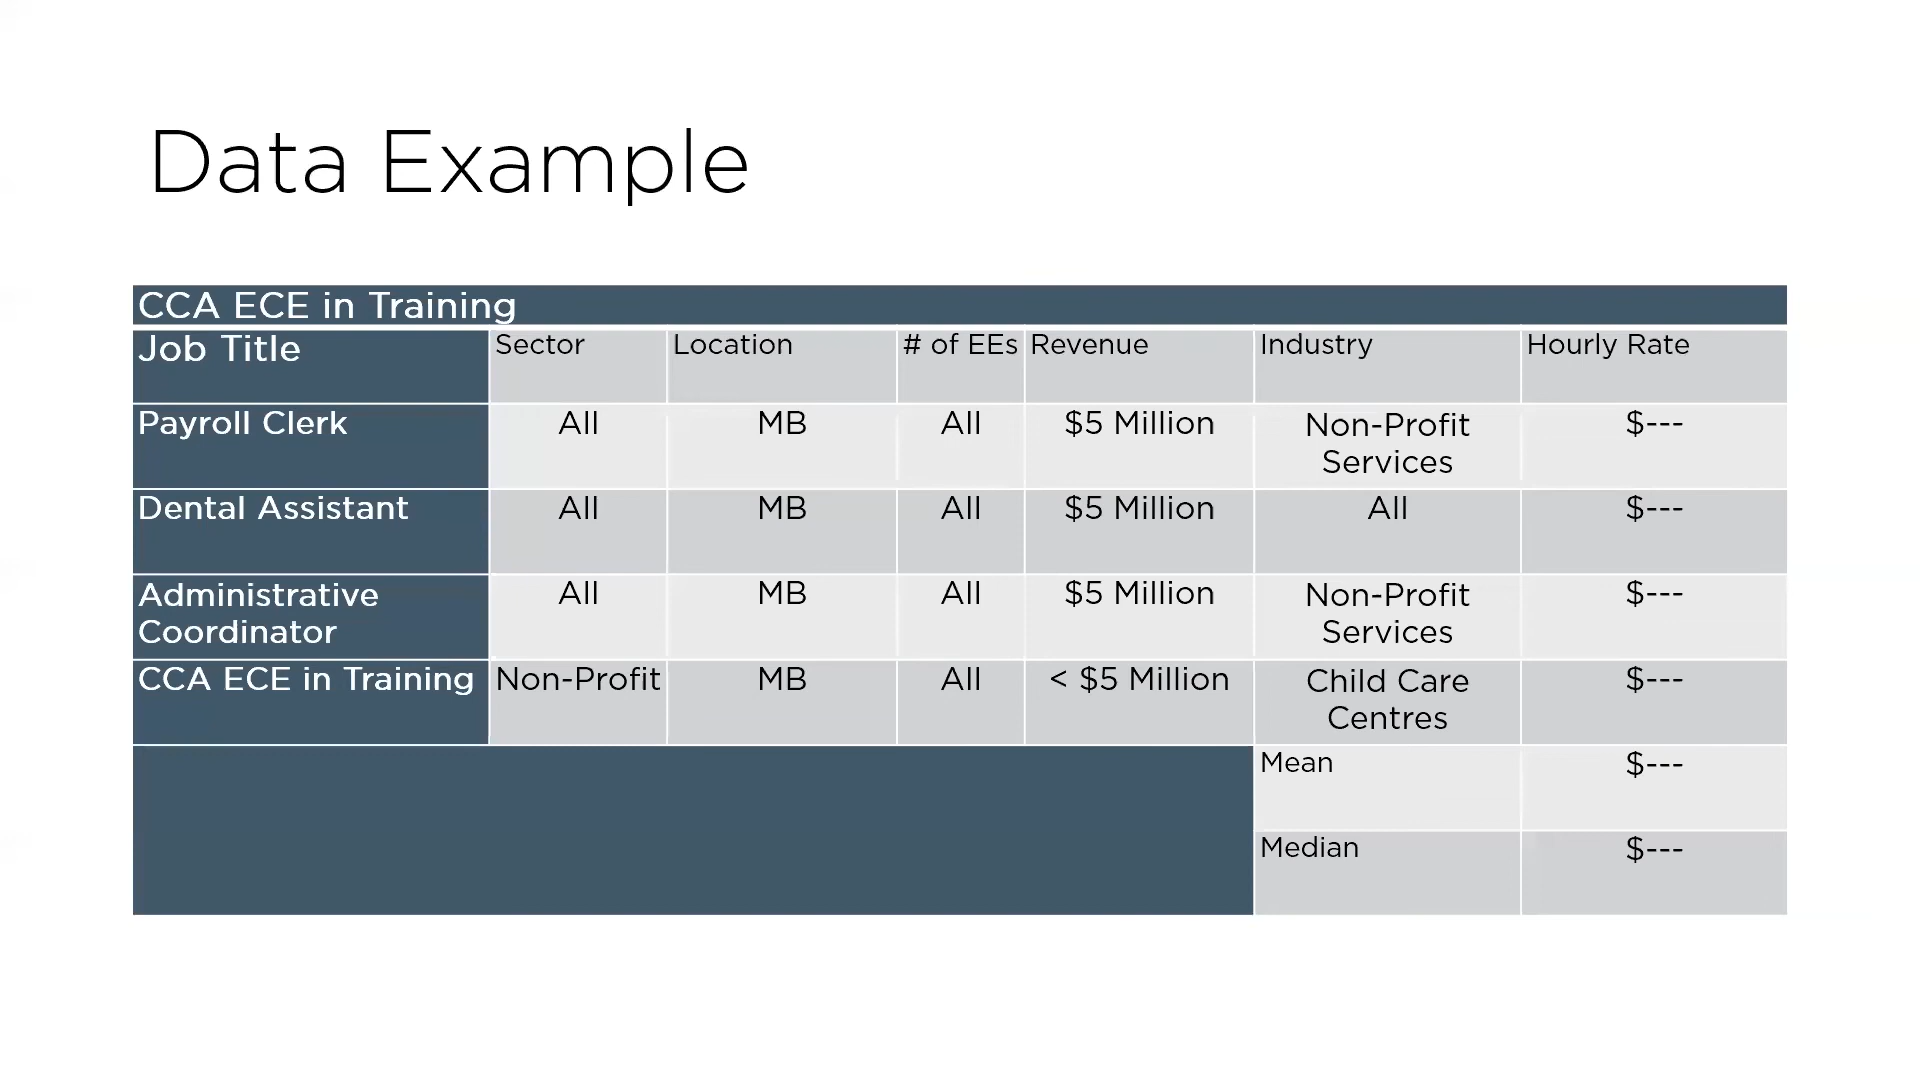 Data Example
CCA ECE in Training
Job Title Sector Location # of EEs Revenue Industry Hourly Rate
Payroll Clerk All MB All $5 Million Non-Profit $---
Services
Dental Assistant All MB All $5 Million All $---
Administrative All MB All $5 Million Non-Profit $---
Coordinator Services
CCA ECE in Training Non-Profit MB All < $5 Million Child Care $---
Centres
Mean $---
Median $---